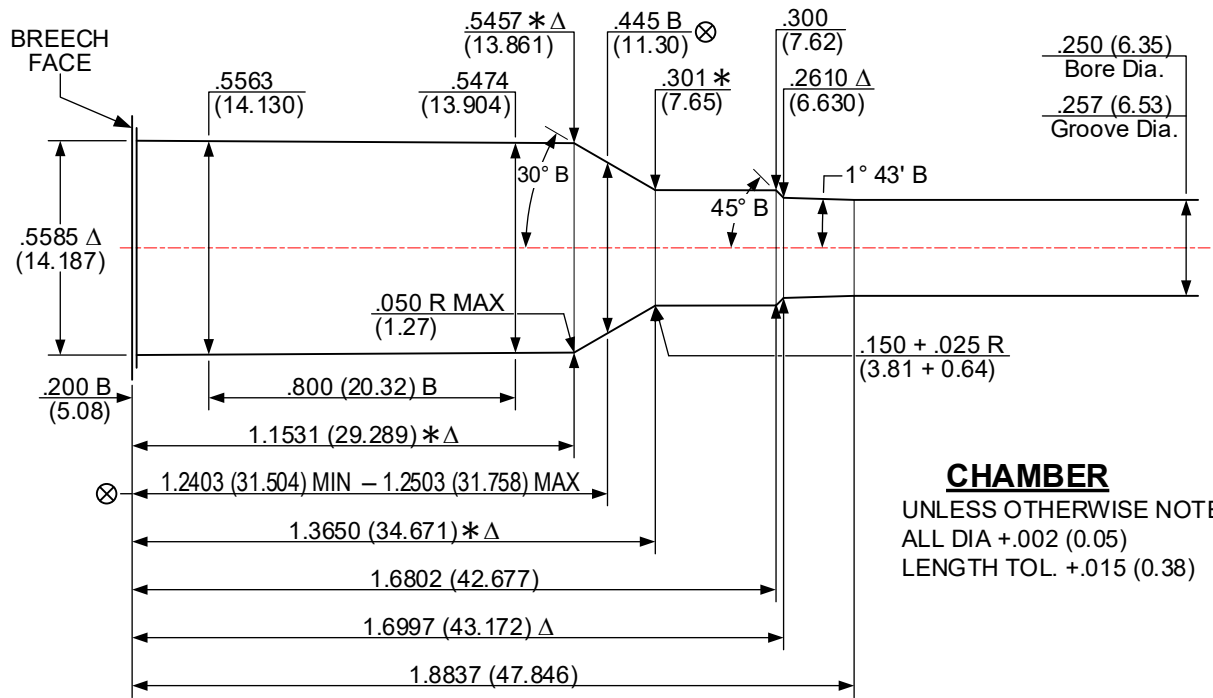 BREECH
FACE
.5457 * Δ
(13.861)
.445 B ⊗
(11.30)
.300
(7.62)
.250 (6.35)
Bore Dia.
.5563
(14.130)
.5474
(13.904)
.301 *
(7.65)
.2610 Δ
(6.630)
.257 (6.53)
Groove Dia.
30° B
45° B
1° 43' B
.5585 Δ
(14.187)
.050 R MAX
(1.27)
.150 + .025 R
(3.81 + 0.64)
.200 B
(5.08)
.800 (20.32) B
1.1531 (29.289) * Δ
⊗ 1.2403 (31.504) MIN – 1.2503 (31.758) MAX
1.3650 (34.671) * Δ
1.6802 (42.677)
1.6997 (43.172) Δ
1.8837 (47.846)
CHAMBER
UNLESS OTHERWISE NOTE
ALL DIA +.002 (0.05)
LENGTH TOL. +.015 (0.38)